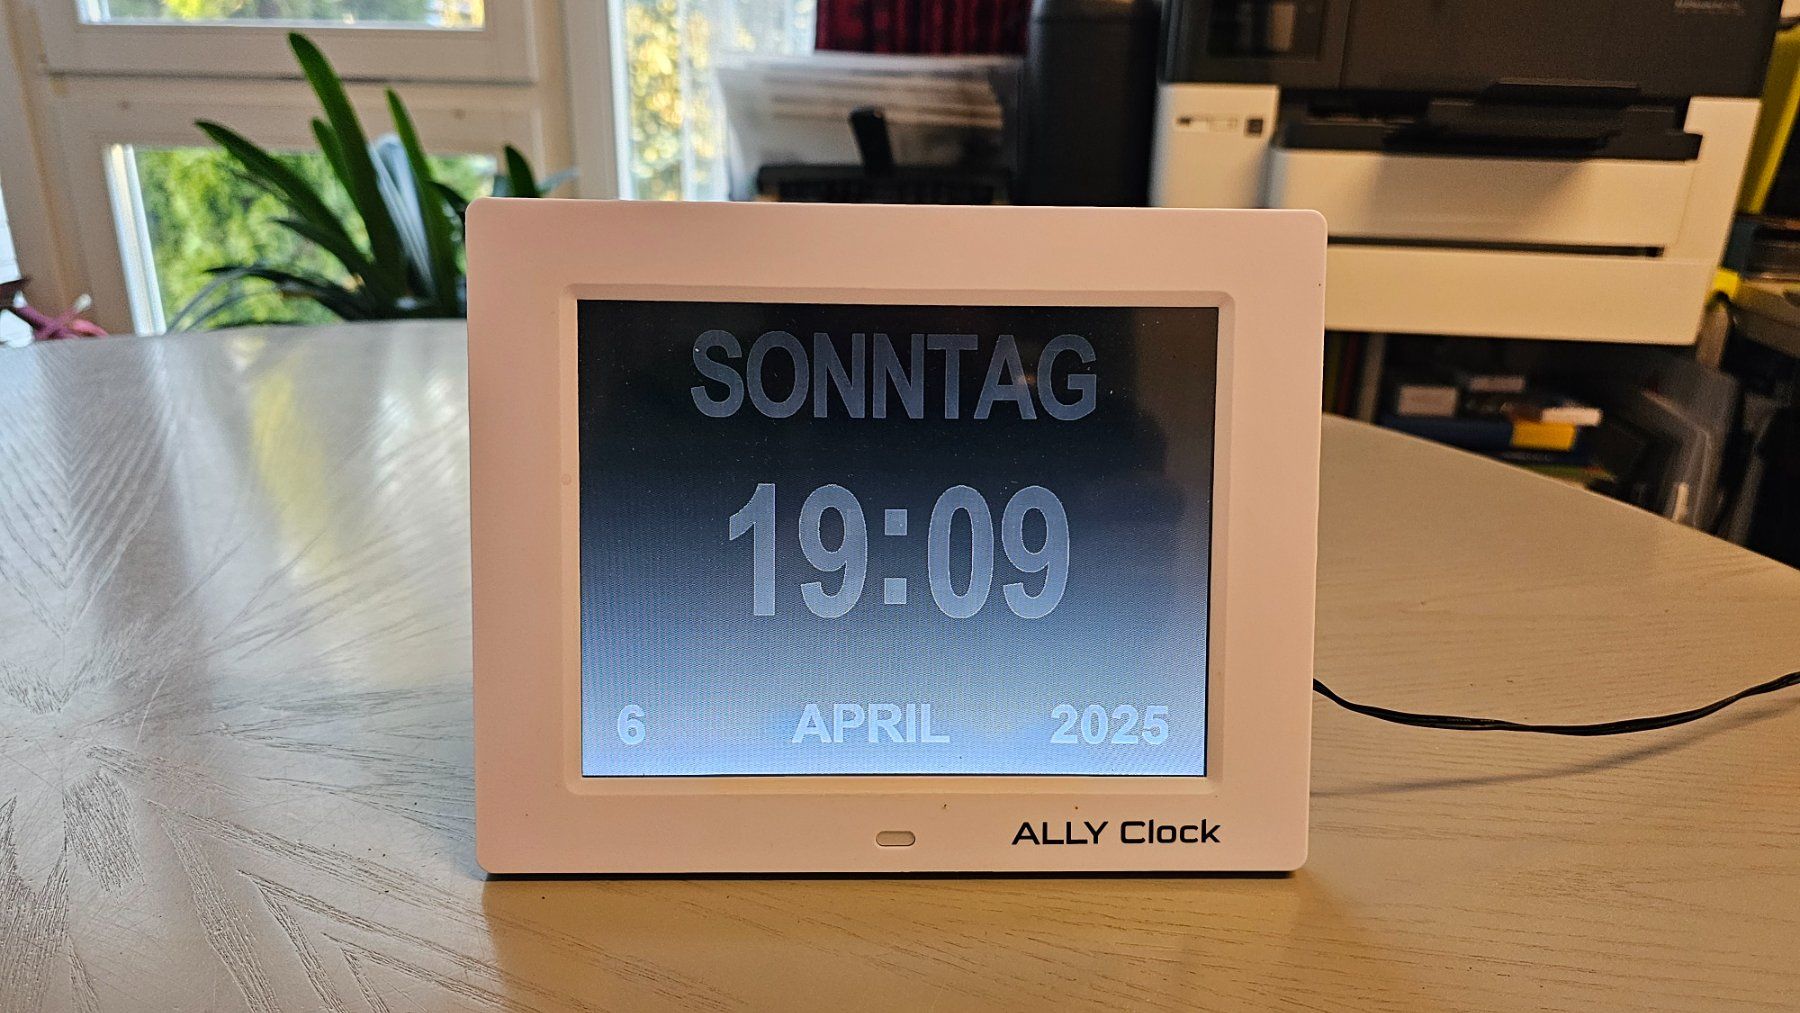 SONNTAG
19:09
6 APRIL 2025
ALLY Clock